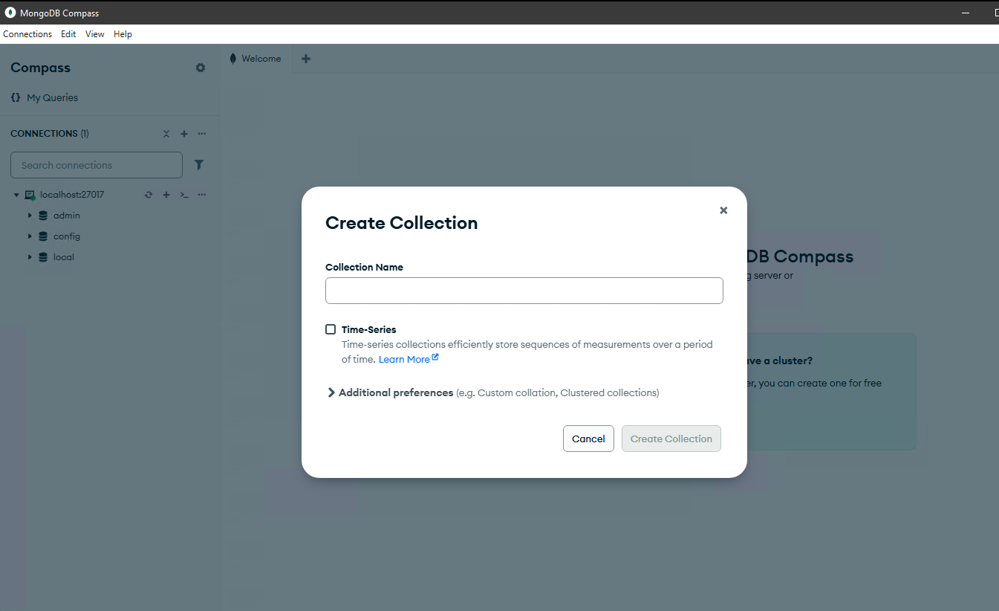 MongoDB Compass
Connections Edit View Help
Compass
Welcome
My Queries
CONNECTIONS (1)
Search connections
localhost:27017
admin
config
local
Create Collection
Collection Name
Time-Series
Time-series collections efficiently store sequences of measurements over a period
of time. Learn More
Additional preferences (e.g. Custom collation, Clustered collections)
Cancel Create Collection
DB Compass
server or
a cluster?
, you can create one for free